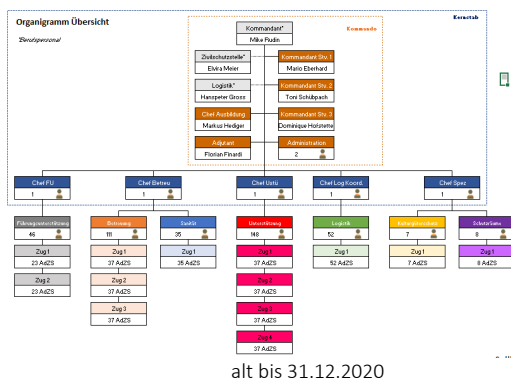 Kernstab
Organigramm Übersicht
*Berufspersonal
Kommando
Kommandant*
Mike Rudin
Zivilschutzstelle*
Elvira Meier
Kommandant Stv. 1
Mario Eberhard
Logistik*
Hanspeter Gross
Kommandant Stv. 2
Toni Schüpbach
Chef Ausbildung
Markus Hediger
Kommandant Stv. 3
Dominique Hofstette
Adjutant
Florian Finardi
Administration
2
Chef FU
1
Chef Betreu
1
Chef Ustü
1
Chef Log Koord.
1
Chef Spez
1
Führungsunterstützung
46
Betreuung
111
Sanität
35
Unterstützung
148
Logistik
52
Kulturgüterschutz
7
Schutzräume
8
Zug 1
23 AdZS
Zug 1
37 AdZS
Zug 1
35 AdZS
Zug 1
37 AdZS
Zug 1
52 AdZS
Zug 1
7 AdZS
Zug 1
8 AdZS
Zug 2
23 AdZS
Zug 2
37 AdZS
Zug 2
37 AdZS
Zug 3
37 AdZS
Zug 3
37 AdZS
Zug 4
37 AdZS
alt bis 31.12.2020